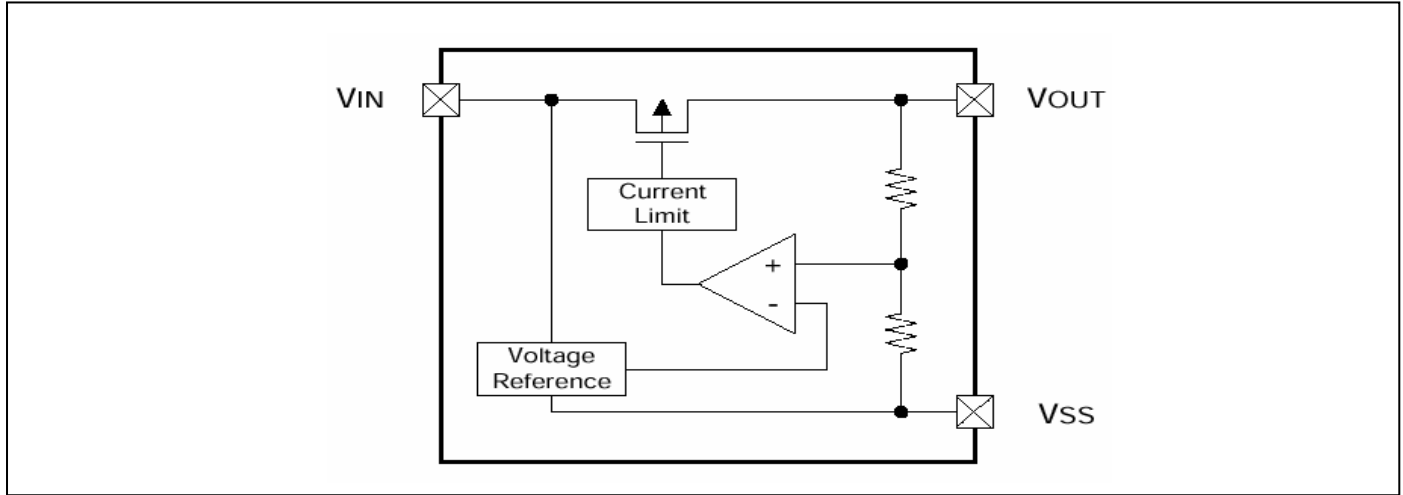 VIN
VOUT
Current
Limit
+
-
Voltage
Reference
VSS